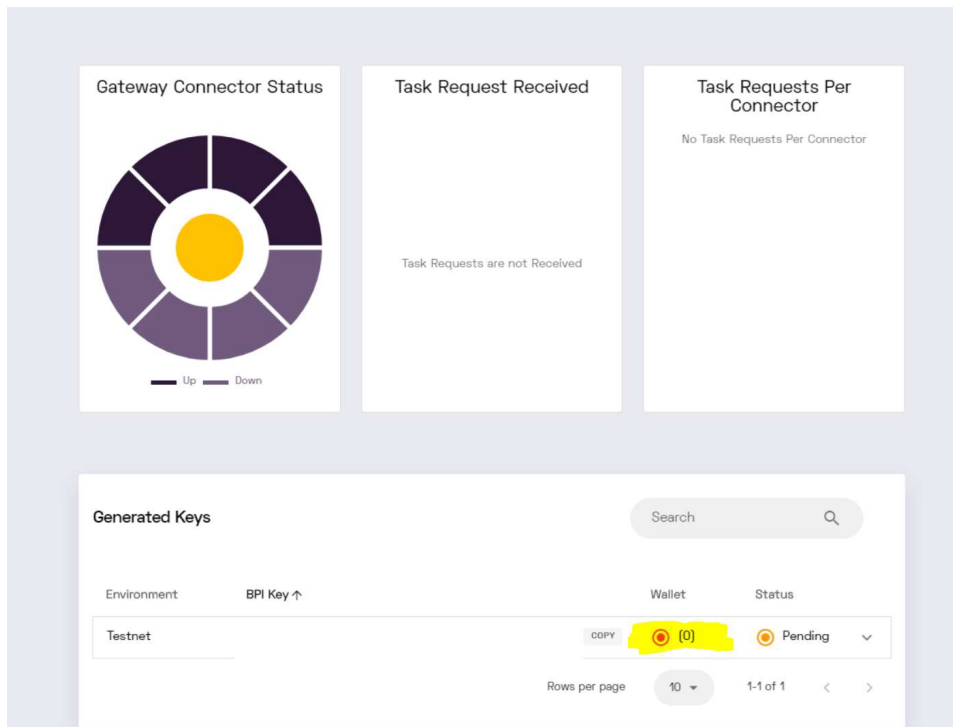 Gateway Connector Status
Up
Down
Task Request Received
Task Requests are not Received
Task Requests Per
Connector
No Task Requests Per Connector
Generated Keys
Search
Environment BPI Key ↑ Wallet Status
Testnet COPY (0) Pending
Rows per page 10 1-1 of 1